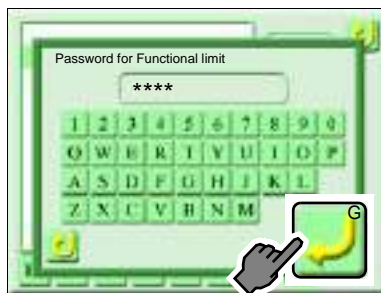 Password for Functional limit
****
1 2 3 4 5 6 7 8 9 0
Q W E R T Y U I O P
A S D F G H J K L
Z X C V B N M
G